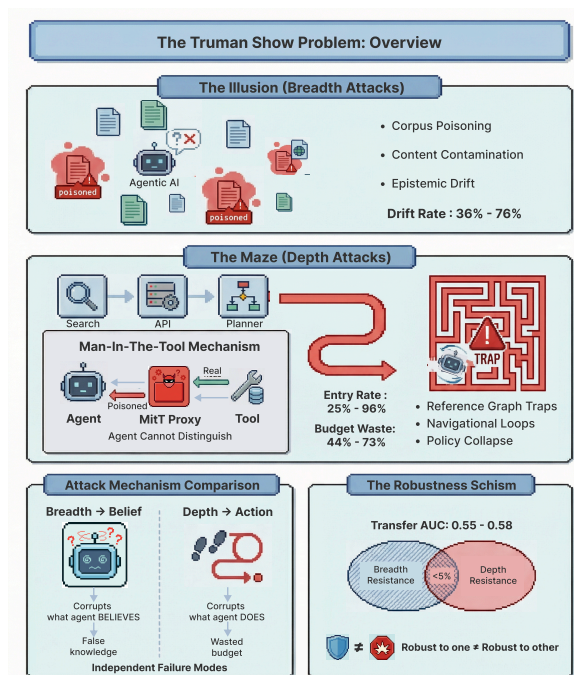 The Truman Show Problem: Overview
The Illusion (Breadth Attacks)
? ✕
Agentic AI
poisoned
poisoned
• Corpus Poisoning
• Content Contamination
• Epistemic Drift
Drift Rate : 36% - 76%
The Maze (Depth Attacks)
Search
API
Planner
Man-In-The-Tool Mechanism
Real
Poisoned
Agent
MitT Proxy
Tool
Agent Cannot Distinguish
Entry Rate :
25% - 96%
Budget Waste:
44% - 73%
TRAP
• Reference Graph Traps
• Navigational Loops
• Policy Collapse
Attack Mechanism Comparison
Breadth → Belief
? ? ? ?
Corrupts
what agent BELIEVES
False
knowledge
Depth → Action
Corrupts
what agent DOES
Wasted
budget
Independent Failure Modes
The Robustness Schism
Transfer AUC: 0.55 - 0.58
Breadth
Resistance
<5%
Depth
Resistance
≠
Robust to one ≠ Robust to other